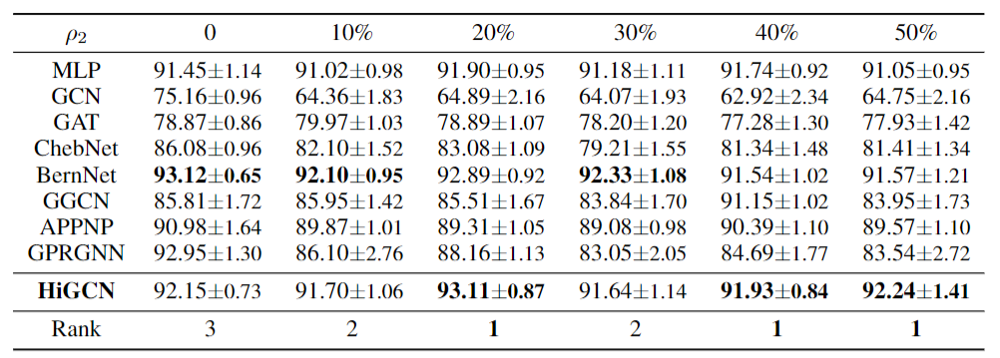 ρ₂ 0 10% 20% 30% 40% 50%
MLP 91.45±1.14 91.02±0.98 91.90±0.95 91.18±1.11 91.74±0.92 91.05±0.95
GCN 75.16±0.96 64.36±1.83 64.89±2.16 64.07±1.93 62.92±2.34 64.75±2.16
GAT 78.87±0.86 79.97±1.03 78.89±1.07 78.20±1.20 77.28±1.30 77.93±1.42
ChebNet 86.08±0.96 82.10±1.52 83.08±1.09 79.21±1.55 81.34±1.48 81.41±1.34
BernNet 93.12±0.65 92.10±0.95 92.89±0.92 92.33±1.08 91.54±1.02 91.57±1.21
GGCN 85.81±1.72 85.95±1.42 85.51±1.67 83.84±1.70 91.15±1.02 83.95±1.73
APPNP 90.98±1.64 89.87±1.01 89.31±1.05 89.08±0.98 90.39±1.10 89.57±1.10
GPRGNN 92.95±1.30 86.10±2.76 88.16±1.13 83.05±2.05 84.69±1.77 83.54±2.72
HiGCN 92.15±0.73 91.70±1.06 93.11±0.87 91.64±1.14 91.93±0.84 92.24±1.41
Rank 3 2 1 2 1 1